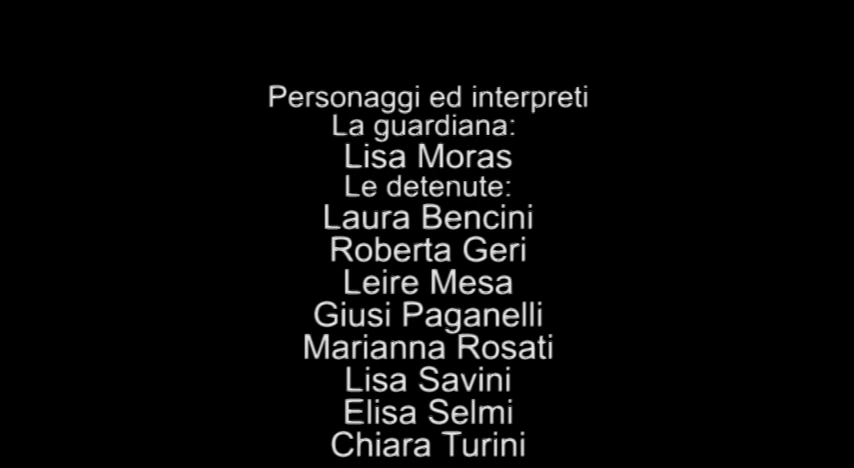 Personaggi ed interpreti
La guardiana:
Lisa Moras
Le detenute:
Laura Bencini
Roberta Geri
Leire Mesa
Giusi Paganelli
Marianna Rosati
Lisa Savini
Elisa Selmi
Chiara Turini